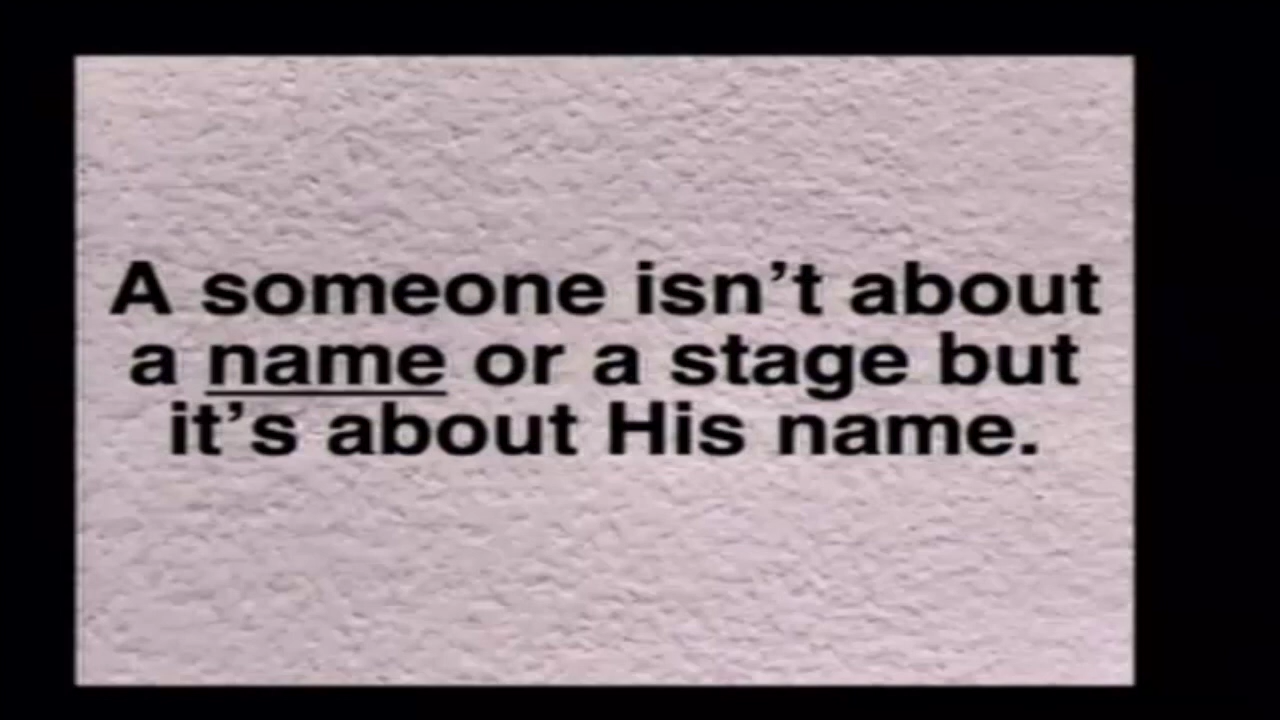 A someone isn’t about
a name or a stage but
it’s about His name.